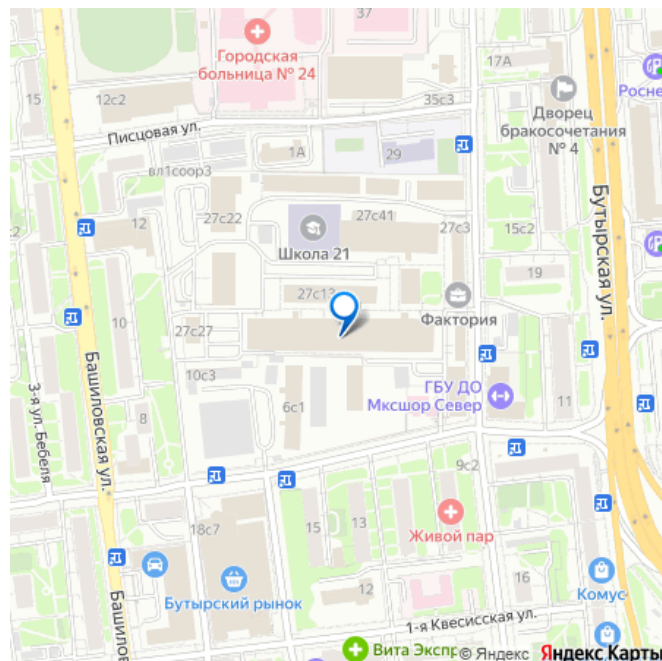 37
Городская
больница № 24
17А
Роснеф
15
12с2
35с3
Дворец
бракосочетания
№ 4
Писцовая ул.
1А
29
вл1соор3
с2
12
27с22
27с41
27с3
15с2
Бутырская ул.
Школа 21
19
27с13
Фактория
10
27с27
Башиловская ул.
3-я ул. Бебеля
10с3
ГБУ ДО
Мксшор Север
8
6с1
11
9с2
18с7
15
13
Живой пар
Бутырский рынок
12
16
Комус
Башилов
1-я Квесисская ул.
Вита Экспр
© Яндекс
Яндекс Карты